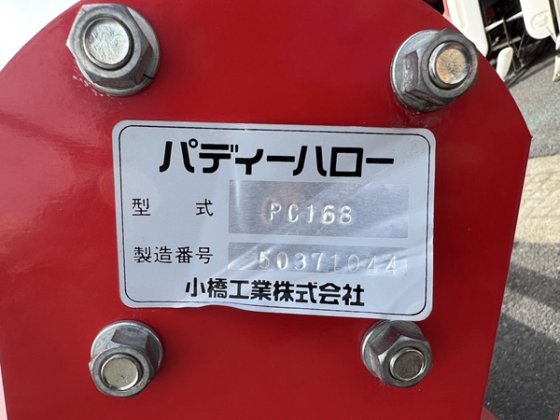 パディーハロー
型 式 PC168
製造番号 50371044
小橋工業株式会社